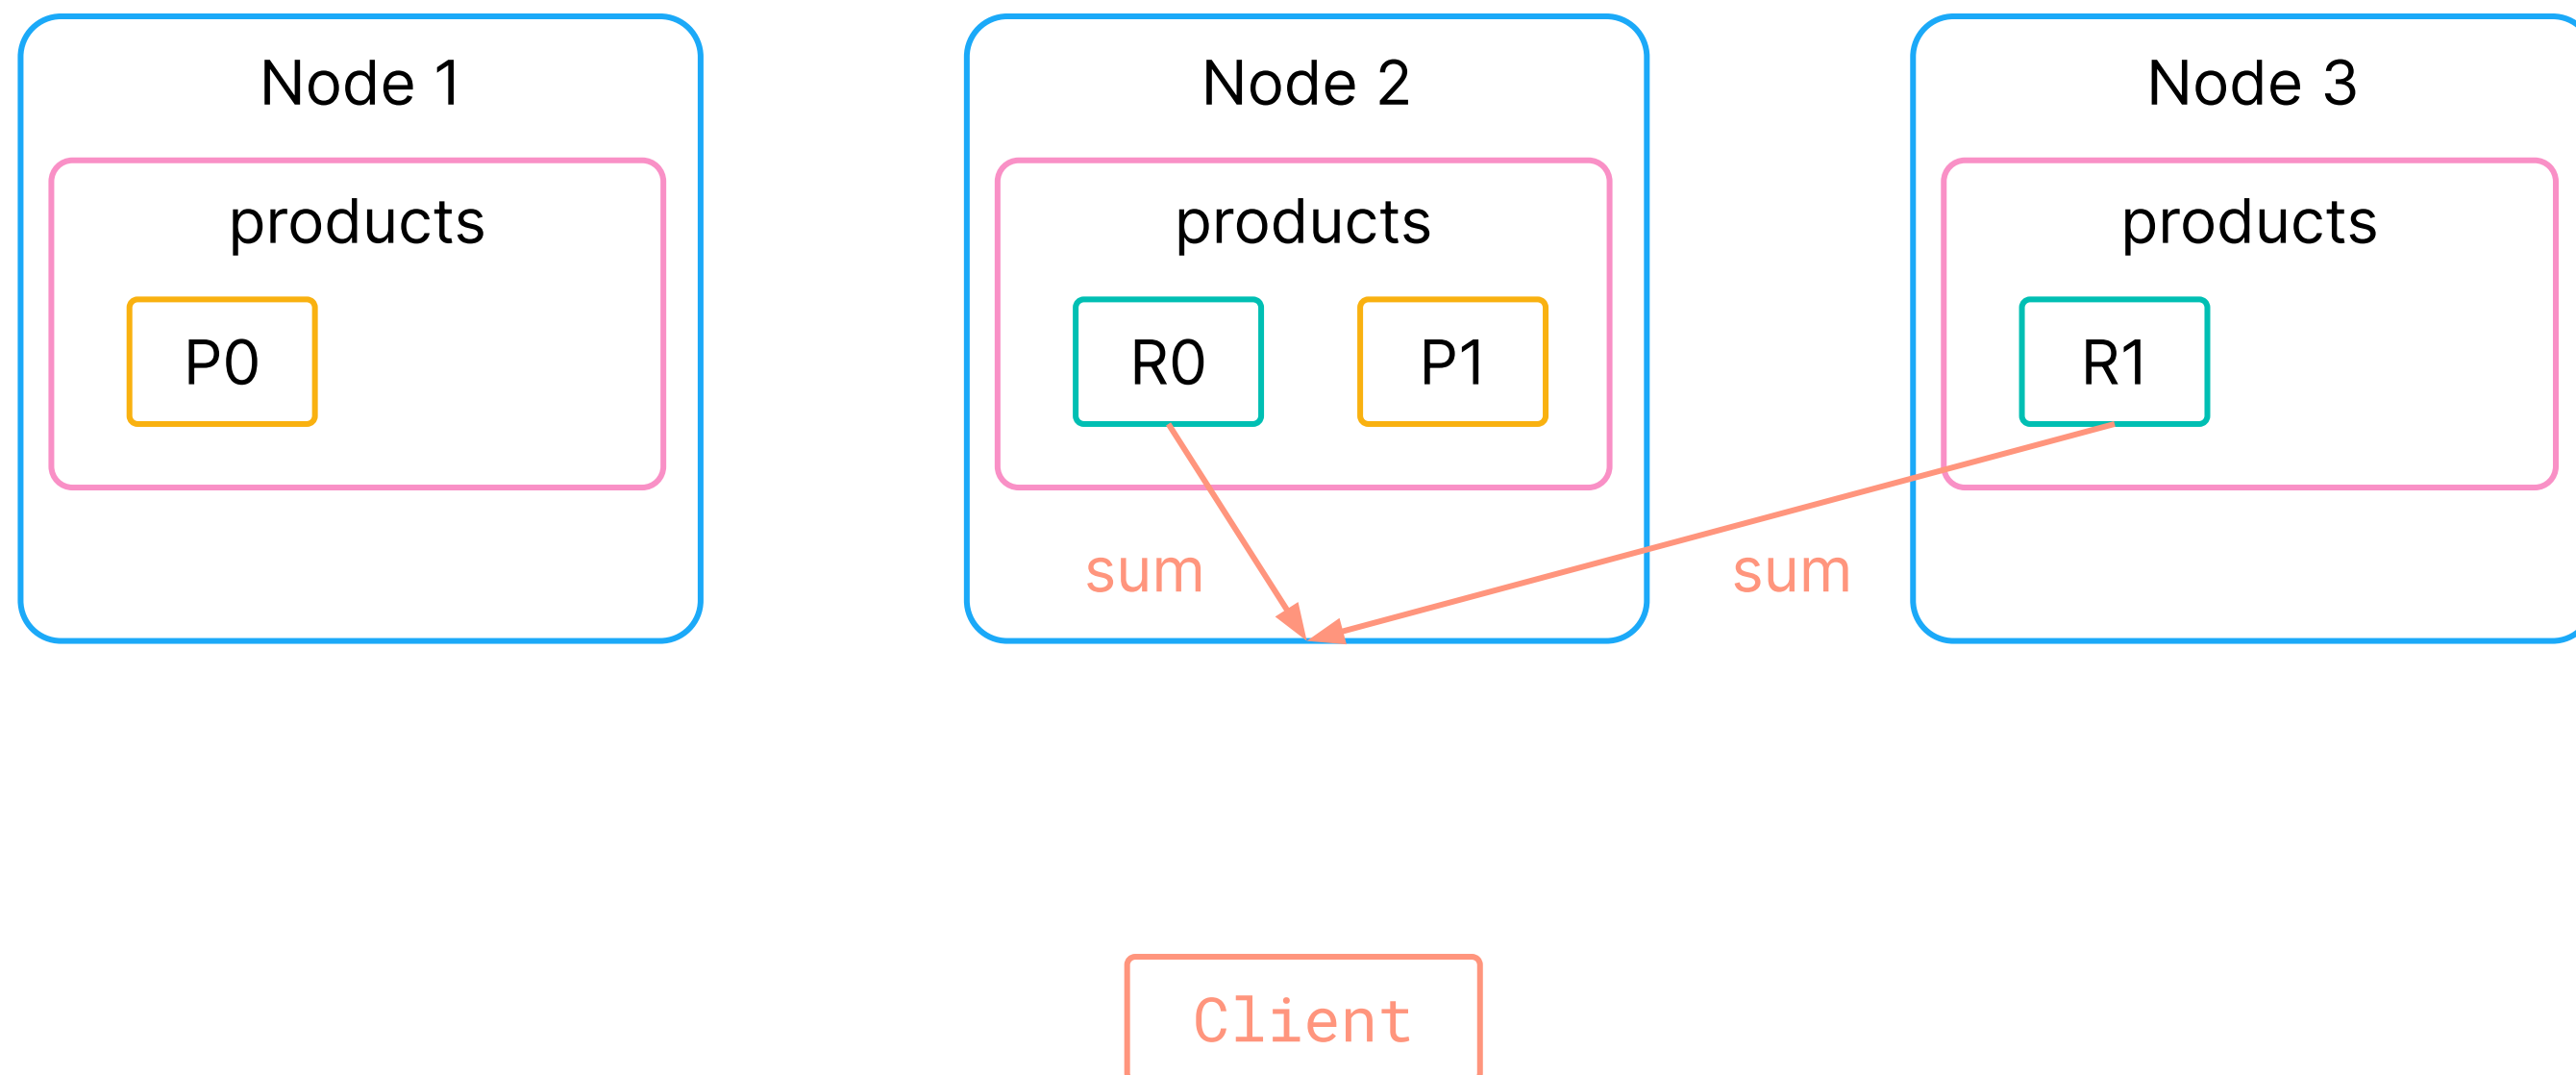 Node 1
products
P0
Node 2
products
R0
P1
Node 3
products
R1
sum
sum
Client